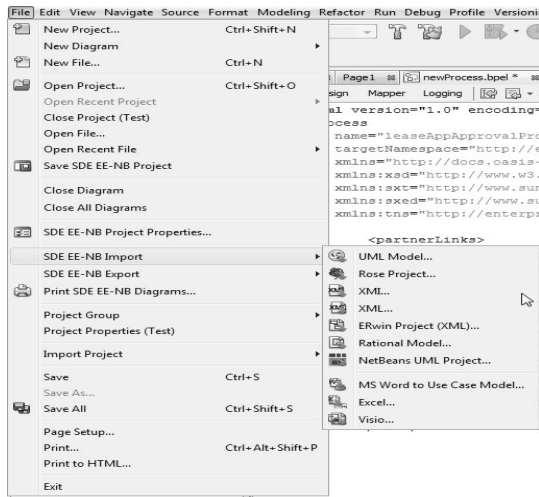 File Edit View Navigate Source Format Modeling Refactor Run Debug Profile
New Project... Ctrl+Shift+N
New Diagram
New File... Ctrl+N
Open Project... Ctrl+Shift+O
Open Recent Project
Close Project (Test)
Open File...
Open Recent File
Save SDE EE-NB Project
Close Diagram
Close All Diagrams
SDE EE-NB Project Properties...
SDE EE-NB Import
SDE EE-NB Export
Print SDE EE-NB Diagrams...
Project Group
Project Properties (Test)
Import Project
Save Ctrl+S
Save As...
Save All Ctrl+Shift+S
Page Setup...
Print... Ctrl+Alt+Shift+P
Print to HTML...
Exit
Page1 newProcess.bpel *
sign Mapper Logging
ml version="1.0" encoding=
ocess
name="leaseAppApprovalPro
targetNamespace="http://e
xmlns="http://docs.oasis-
xmlns:xsd="http://www.w3.
xmlns:sxt="http://www.sun
xmlns:sxed="http://www.su
xmlns:tns="http://enterpr
<partnerLinks>
UML Model...
Rose Project...
XMI...
XML...
ERwin Project (XML)...
Rational Model...
NetBeans UML Project...
MS Word to Use Case Model...
Excel...
Visio...